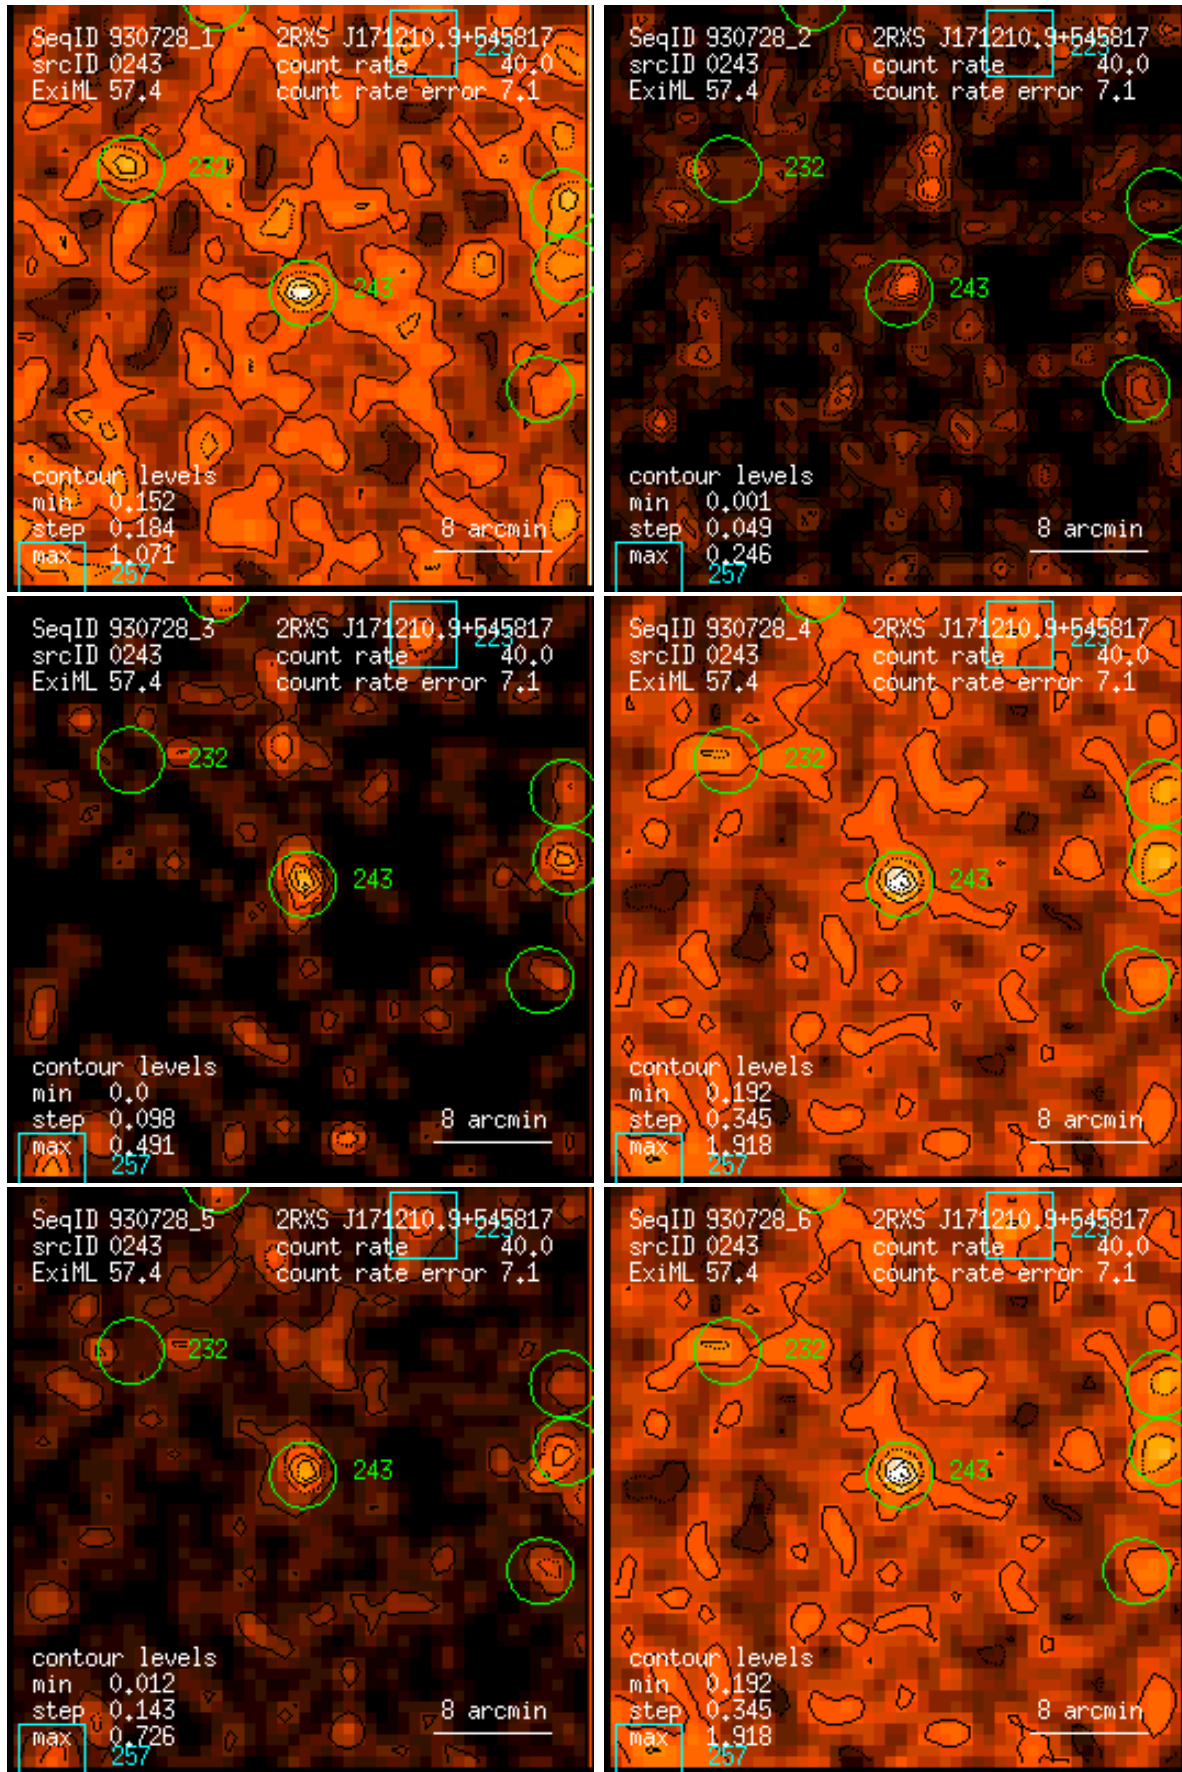 SeqID 930728_1 2RXS J171210.9+545817
225
srcID 0243 count rate 40.0
ExiML 57.4 count rate error 7.1
232
243
contour levels
min 0.152
step 0.184
8 arcmin
max 1.071
257
SeqID 930728_2 2RXS J171210.9+545817
225
srcID 0243 count rate 40.0
ExiML 57.4 count rate error 7.1
232
243
contour levels
min 0.001
step 0.049
8 arcmin
max 0.246
257
SeqID 930728_3 2RXS J171210.9+545817
225
srcID 0243 count rate 40.0
ExiML 57.4 count rate error 7.1
232
243
contour levels
min 0.0
step 0.098
8 arcmin
max 0.491
257
SeqID 930728_4 2RXS J171210.9+545817
225
srcID 0243 count rate 40.0
ExiML 57.4 count rate error 7.1
232
243
contour levels
min 0.192
step 0.345
8 arcmin
max 1.918
257
SeqID 930728_5 2RXS J171210.9+545817
225
srcID 0243 count rate 40.0
ExiML 57.4 count rate error 7.1
232
243
contour levels
min 0.012
step 0.143
8 arcmin
max 0.726
257
SeqID 930728_6 2RXS J171210.9+545817
225
srcID 0243 count rate 40.0
ExiML 57.4 count rate error 7.1
232
243
contour levels
min 0.192
step 0.345
8 arcmin
max 1.918
257